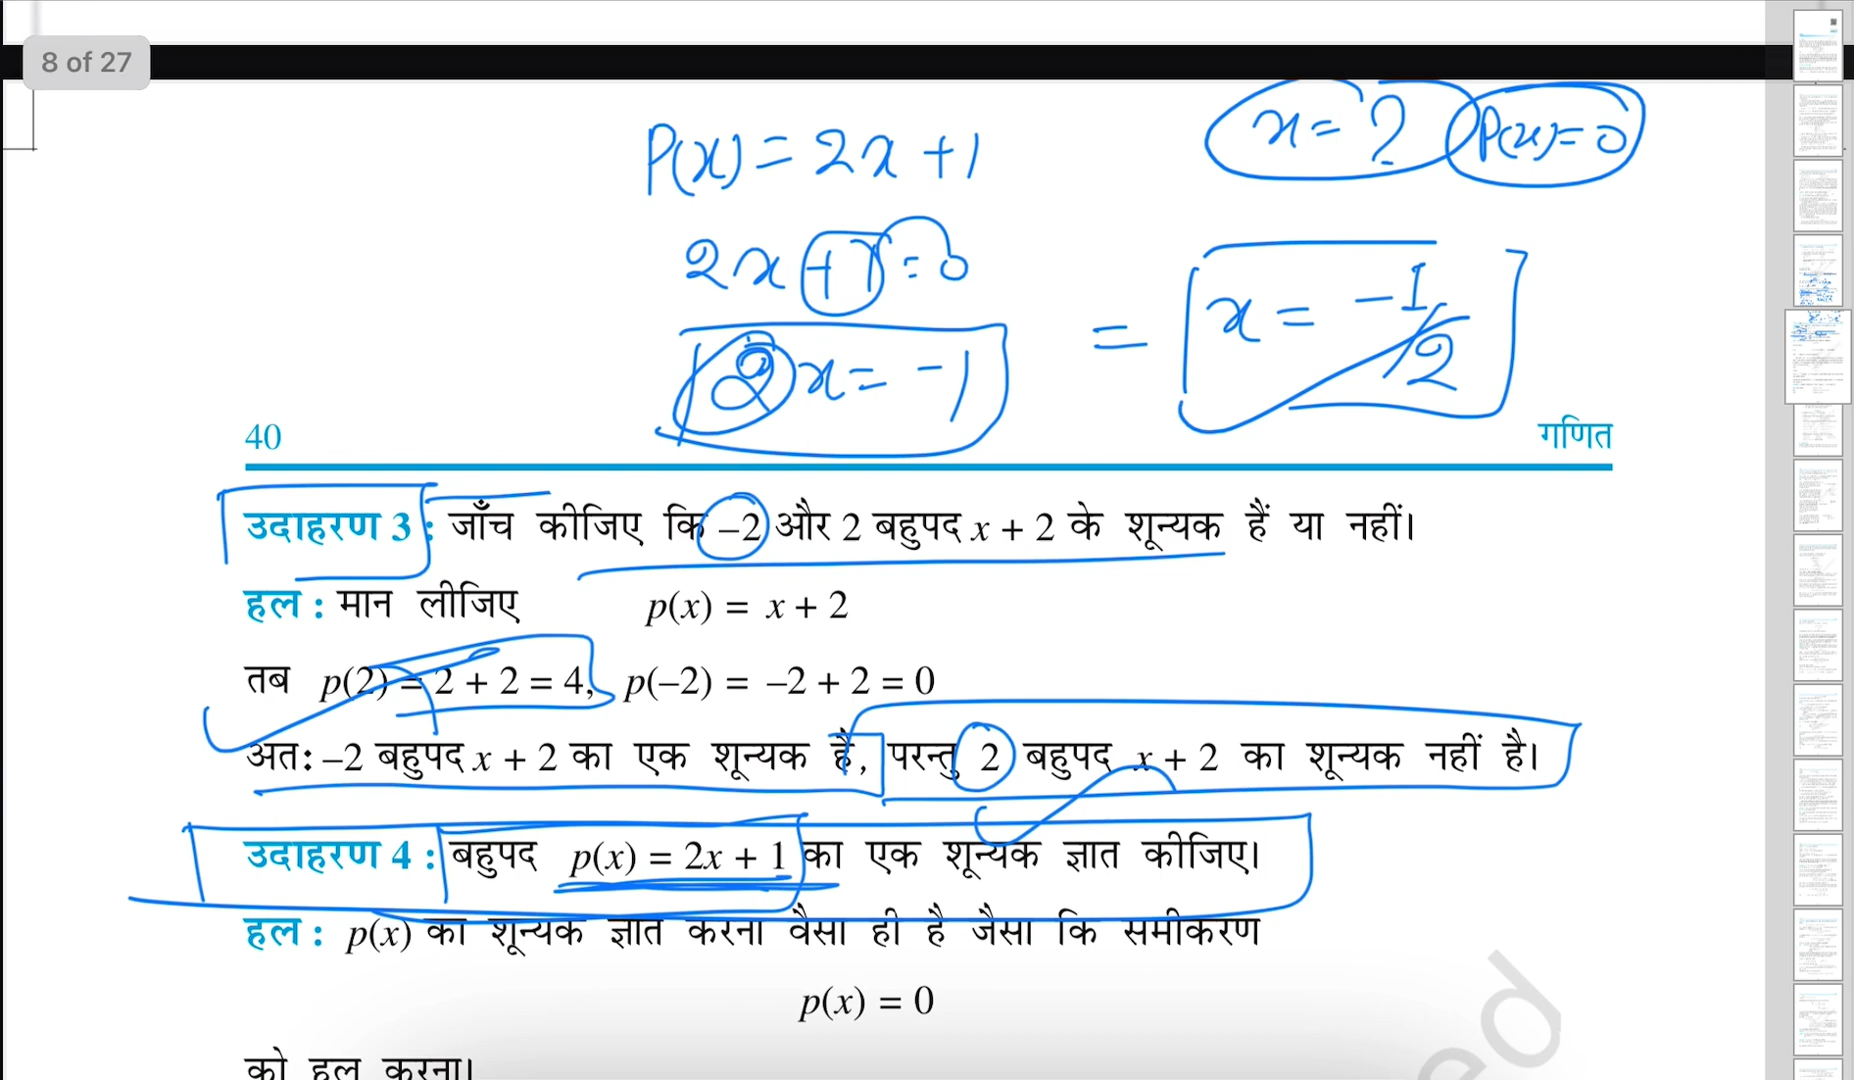 8 of 27
P(x) = 2x + 1
x = ? P(x) = 0
2x + 1 = 0
2x = -1 = x = -1/2
40 गणित
उदाहरण 3 : जाँच कीजिए कि –2 और 2 बहुपद x + 2 के शून्यक हैं या नहीं।
हल : मान लीजिए p(x) = x + 2
तब p(2) = 2 + 2 = 4, p(–2) = –2 + 2 = 0
अत: –2 बहुपद x + 2 का एक शून्यक है, परन्तु 2 बहुपद x + 2 का शून्यक नहीं है।
उदाहरण 4 : बहुपद p(x) = 2x + 1 का एक शून्यक ज्ञात कीजिए।
हल : p(x) का शून्यक ज्ञात करना वैसा ही है जैसा कि समीकरण
p(x) = 0
को हल करना।
ed